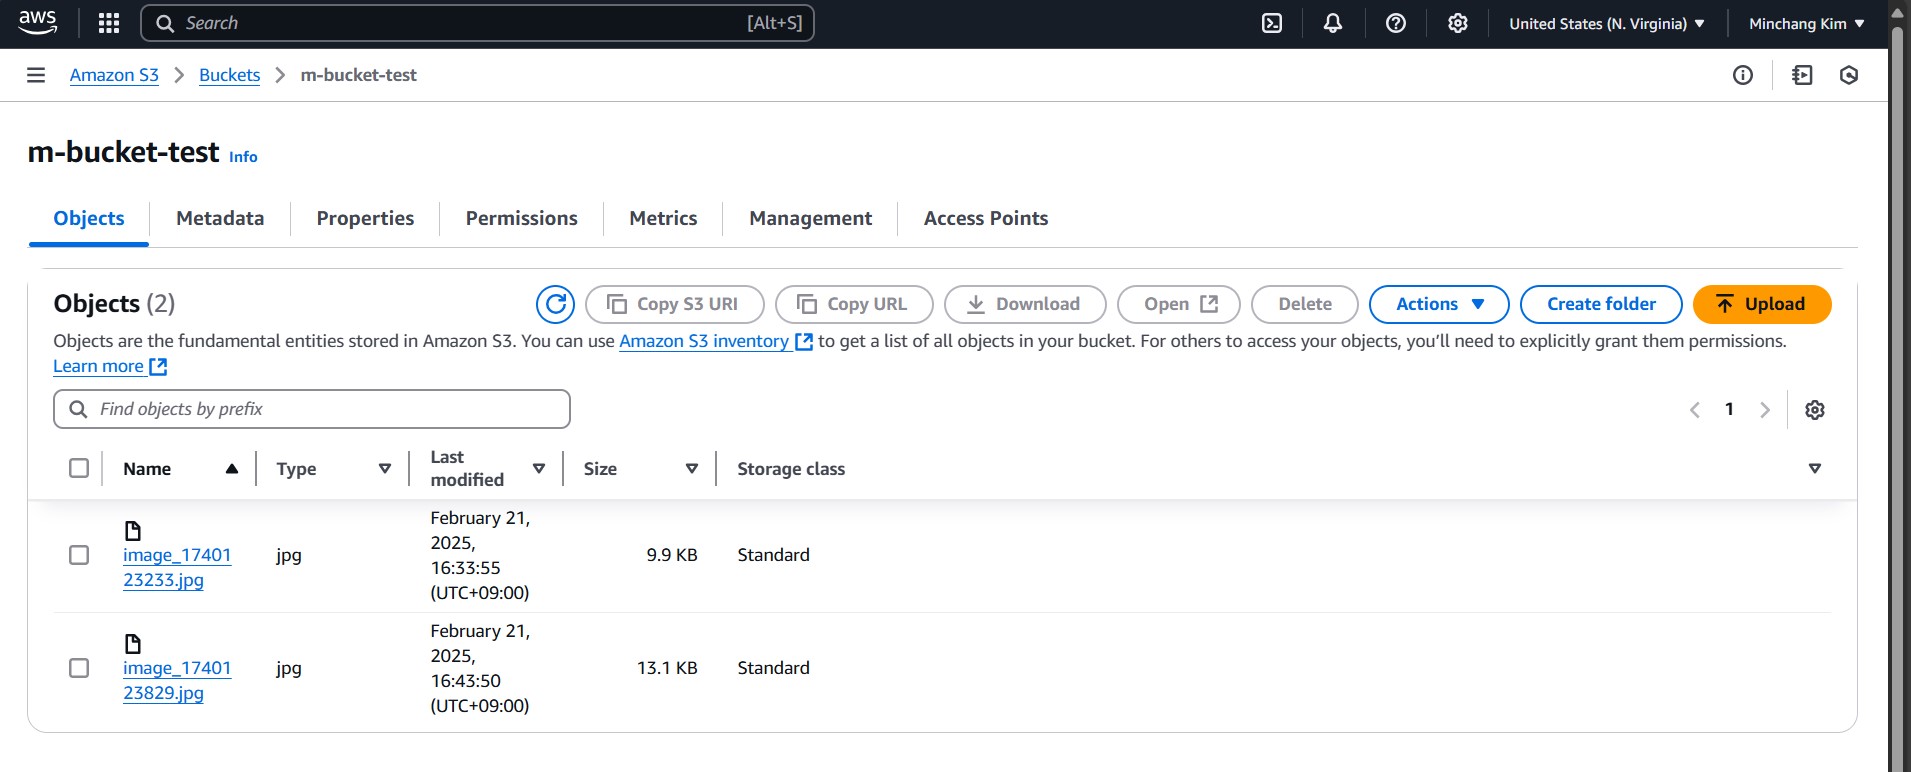 aws Search [Alt+S] United States (N. Virginia) Minchang Kim
Amazon S3 Buckets m-bucket-test
m-bucket-test Info
Objects Metadata Properties Permissions Metrics Management Access Points
Objects (2) Copy S3 URI Copy URL Download Open Delete Actions Create folder Upload
Objects are the fundamental entities stored in Amazon S3. You can use Amazon S3 inventory to get a list of all objects in your bucket. For others to access your objects, you’ll need to explicitly grant them permissions.
Learn more
Find objects by prefix 1
Name Type Last modified Size Storage class
image_17401
23233.jpg
jpg
February 21,
2025,
16:33:55
(UTC+09:00)
9.9 KB
Standard
image_17401
23829.jpg
jpg
February 21,
2025,
16:43:50
(UTC+09:00)
13.1 KB
Standard